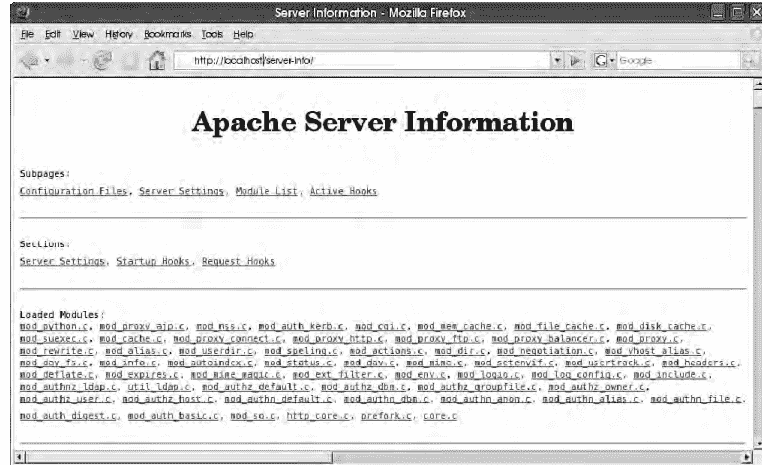 Server Information - Mozilla Firefox
File Edit View History Bookmarks Tools Help
http://localhost/server-info/
G Google
Apache Server Information
Subpages:
Configuration Files, Server Settings, Module List, Active Hooks
Sections:
Server Settings, Startup Hooks, Request Hooks
Loaded Modules:
mod_python.c, mod_proxy_ajp.c, mod_nss.c, mod_auth_kerb.c, mod_cgi.c, mod_mem_cache.c, mod_file_cache.c, mod_disk_cache.c,
mod_suexec.c, mod_cache.c, mod_proxy_connect.c, mod_proxy_http.c, mod_proxy_ftp.c, mod_proxy_balancer.c, mod_proxy.c,
mod_rewrite.c, mod_alias.c, mod_userdir.c, mod_speling.c, mod_actions.c, mod_dir.c, mod_negotiation.c, mod_vhost_alias.c,
mod_dav_fs.c, mod_info.c, mod_autoindex.c, mod_status.c, mod_dav.c, mod_mime.c, mod_setenvif.c, mod_usertrack.c, mod_headers.c,
mod_deflate.c, mod_expires.c, mod_mime_magic.c, mod_ext_filter.c, mod_env.c, mod_logio.c, mod_log_config.c, mod_include.c,
mod_authnz_ldap.c, util_ldap.c, mod_authz_default.c, mod_authz_dbm.c, mod_authz_groupfile.c, mod_authz_owner.c,
mod_authz_user.c, mod_authz_host.c, mod_authn_default.c, mod_authn_dbm.c, mod_authn_anon.c, mod_authn_alias.c, mod_authn_file.c,
mod_auth_digest.c, mod_auth_basic.c, mod_so.c, http_core.c, prefork.c, core.c